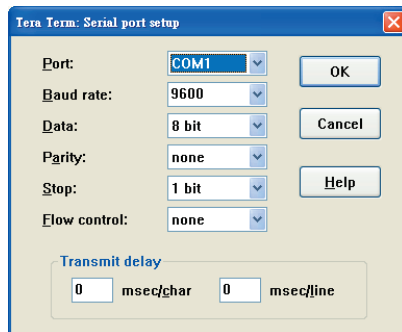 Tera Term: Serial port setup
Port: COM1
OK
Baud rate: 9600
Data: 8 bit
Cancel
Parity: none
Stop: 1 bit
Help
Flow control: none
Transmit delay
0 msec/char 0 msec/line